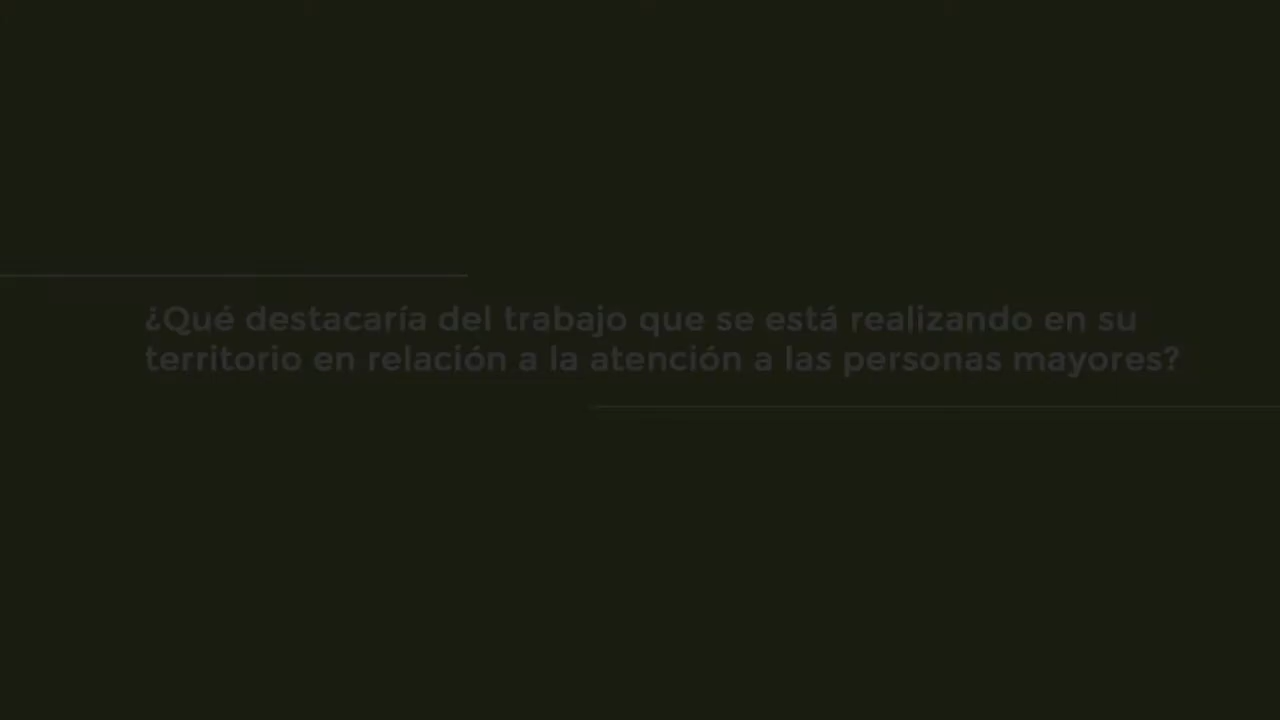 ¿Qué destacaría del trabajo que se está realizando en su
territorio en relación a la atención a las personas mayores?